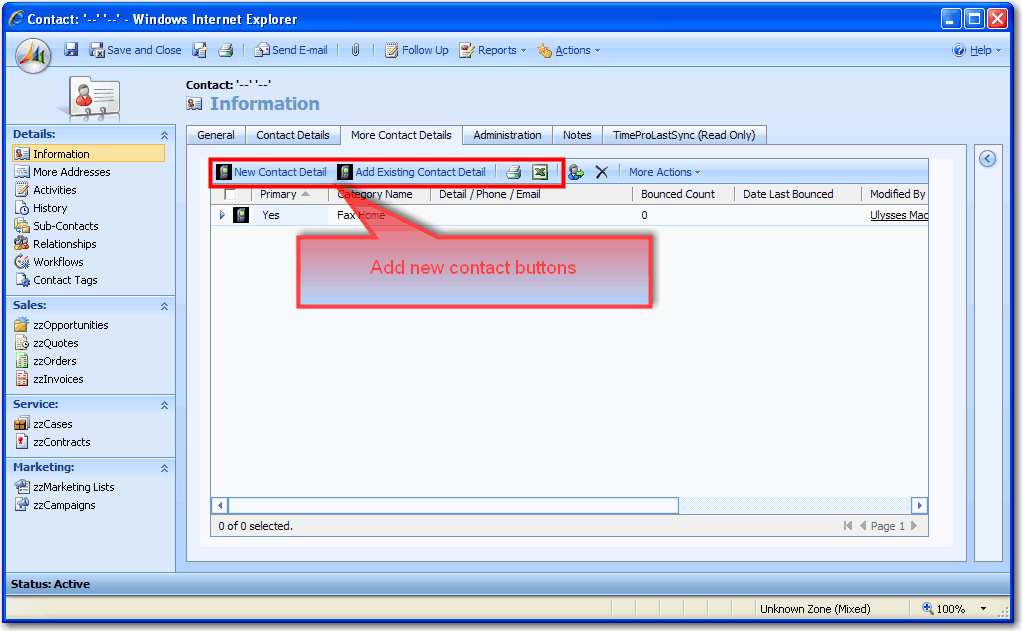 Contact: '--' '--' - Windows Internet Explorer
Save and Close Send E-mail Follow Up Reports Actions Help
Contact: '--' '--'
Information
General Contact Details More Contact Details Administration Notes TimeProLastSync (Read Only)
Details:
Information
More Addresses
Activities
History
Sub-Contacts
Relationships
Workflows
Contact Tags
Sales:
zzOpportunities
zzQuotes
zzOrders
zzInvoices
Service:
zzCases
zzContracts
Marketing:
zzMarketing Lists
zzCampaigns
New Contact Detail Add Existing Contact Detail More Actions
Primary Category Name Detail / Phone / Email Bounced Count Date Last Bounced Modified By
Yes Fax Home 0 Ulysses Mac
Add new contact buttons
0 of 0 selected. Page 1
Status: Active
Unknown Zone (Mixed) 100%